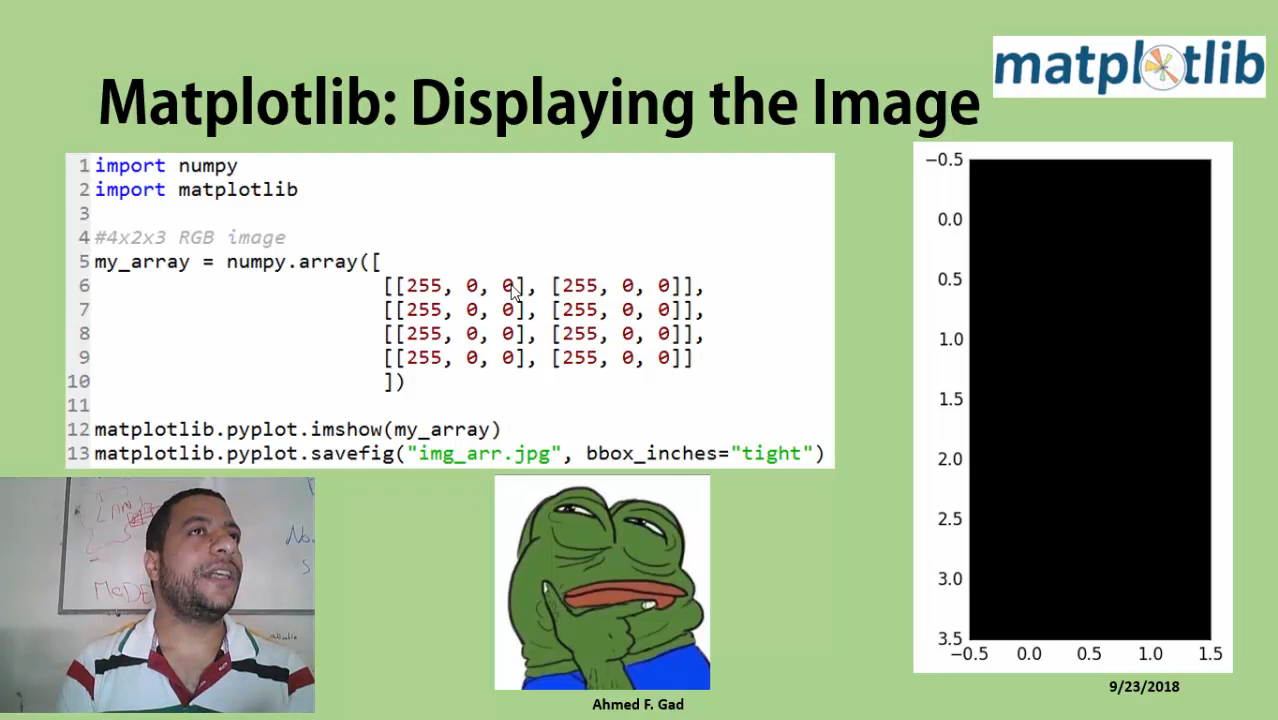 matplotlib
Matplotlib: Displaying the Image
1 import numpy
2 import matplotlib
3
4 #4x2x3 RGB image
5 my_array = numpy.array([
6 [[255, 0, 0], [255, 0, 0]],
7 [[255, 0, 0], [255, 0, 0]],
8 [[255, 0, 0], [255, 0, 0]],
9 [[255, 0, 0], [255, 0, 0]]
10 ])
11
12 matplotlib.pyplot.imshow(my_array)
13 matplotlib.pyplot.savefig("img_arr.jpg", bbox_inches="tight")
−0.5
0.0
0.5
1.0
1.5
2.0
2.5
3.0
3.5
−0.5 0.0 0.5 1.0 1.5
No.
S
Ahmed F. Gad
9/23/2018